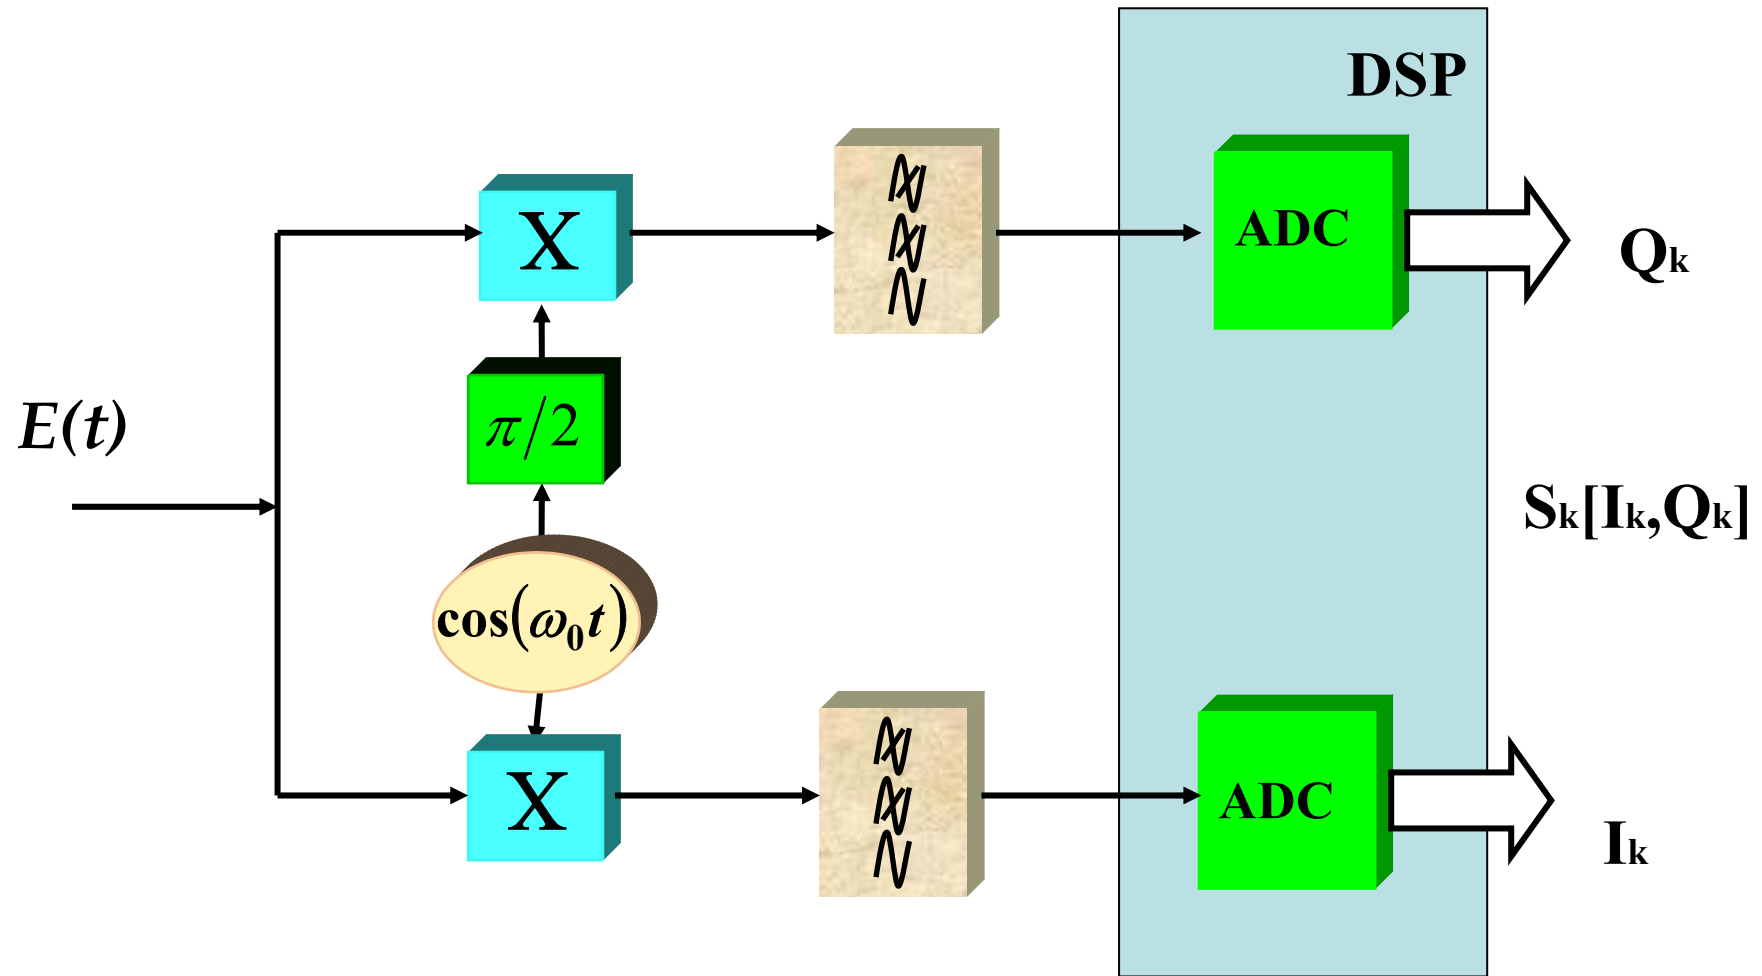 DSP
X
ADC
Qk
E(t)
π/2
Sk[Ik,Qk]
cos(ω0t)
X
ADC
Ik